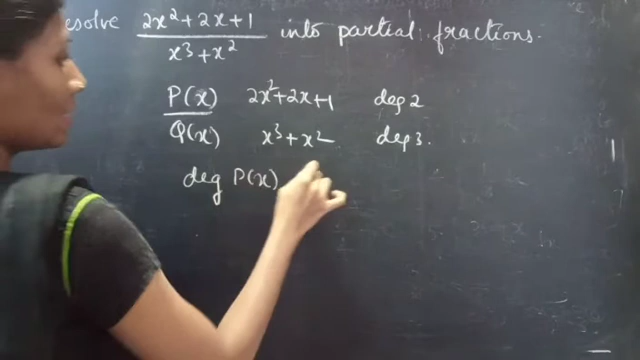 esolve 2x² + 2x + 1 / x³ + x² into partial fractions.
P(x) 2x² + 2x + 1 deg 2
Q(x) x³ + x² deg 3.
deg P(x)